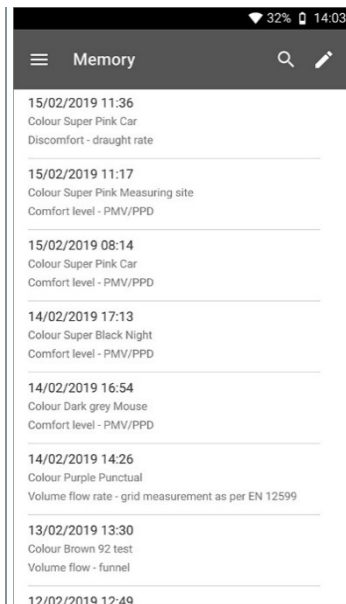 32% 14:03
Memory
15/02/2019 11:36
Colour Super Pink Car
Discomfort - draught rate
15/02/2019 11:17
Colour Super Pink Measuring site
Comfort level - PMV/PPD
15/02/2019 08:14
Colour Super Pink Car
Comfort level - PMV/PPD
14/02/2019 17:13
Colour Super Black Night
Comfort level - PMV/PPD
14/02/2019 16:54
Colour Dark grey Mouse
Comfort level - PMV/PPD
14/02/2019 14:26
Colour Purple Punctual
Volume flow rate - grid measurement as per EN 12599
13/02/2019 13:30
Colour Brown 92 test
Volume flow - funnel
12/02/2019 12:49